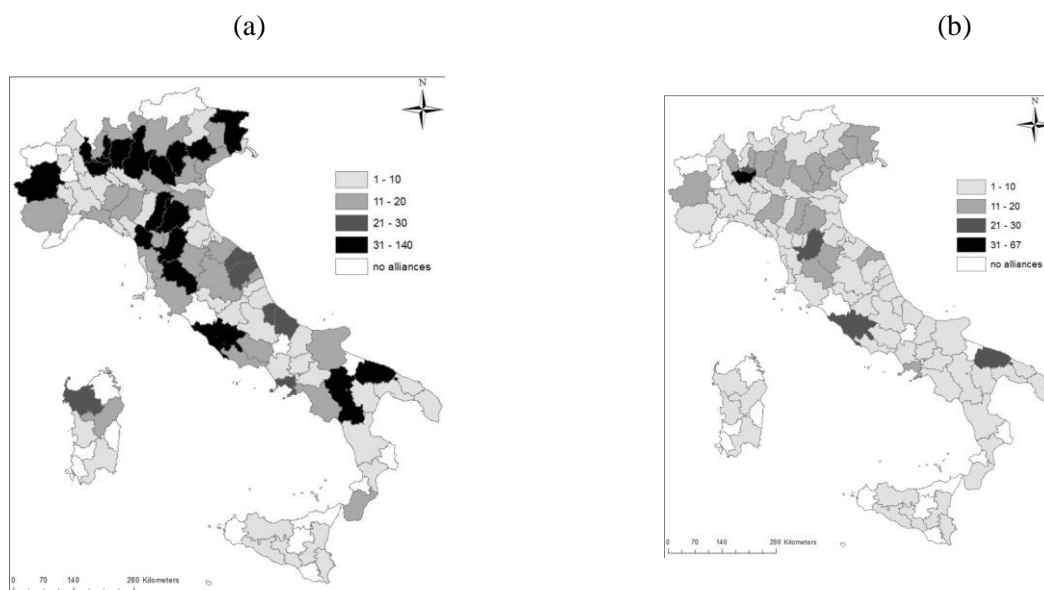 (a)
(b)
N
1 - 10
11 - 20
21 - 30
31 - 140
no alliances
0 70 140 280 Kilometers
N
1 - 10
11 - 20
21 - 30
31 - 67
no alliances
0 70 140 280 Kilometers